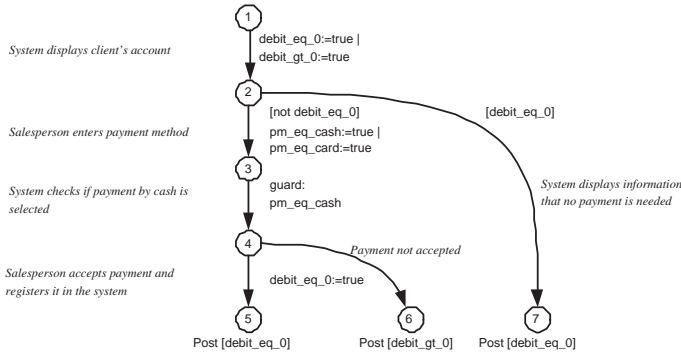 1
System displays client's account
debit_eq_0:=true |
debit_gt_0:=true
2
[not debit_eq_0]
[debit_eq_0]
Salesperson enters payment method
pm_eq_cash:=true |
pm_eq_card:=true
3
System checks if payment by cash is
selected
guard:
pm_eq_cash
System displays information
that no payment is needed
4
Payment not accepted
Salesperson accepts payment and
registers it in the system
debit_eq_0:=true
5
6
7
Post [debit_eq_0]
Post [debit_gt_0]
Post [debit_eq_0]